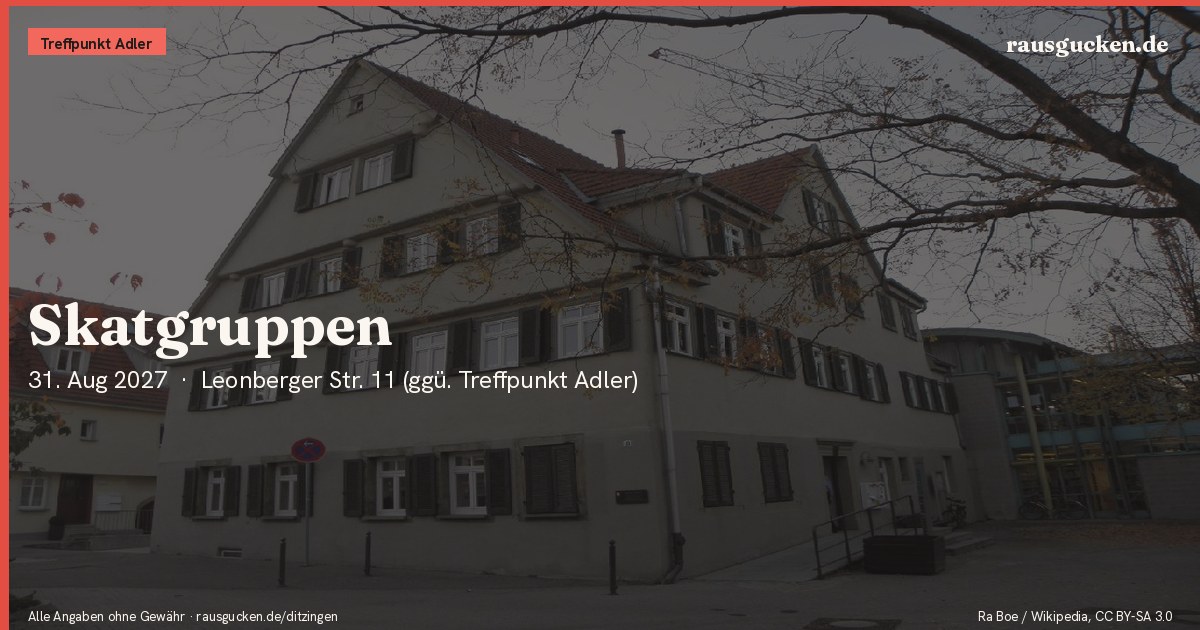 Treffpunkt Adler
rausgucken.de
Skatgruppen
31. Aug 2027 · Leonberger Str. 11 (ggü. Treffpunkt Adler)
Alle Angaben ohne Gewähr · rausgucken.de/ditzingen
Ra Boe / Wikipedia, CC BY-SA 3.0